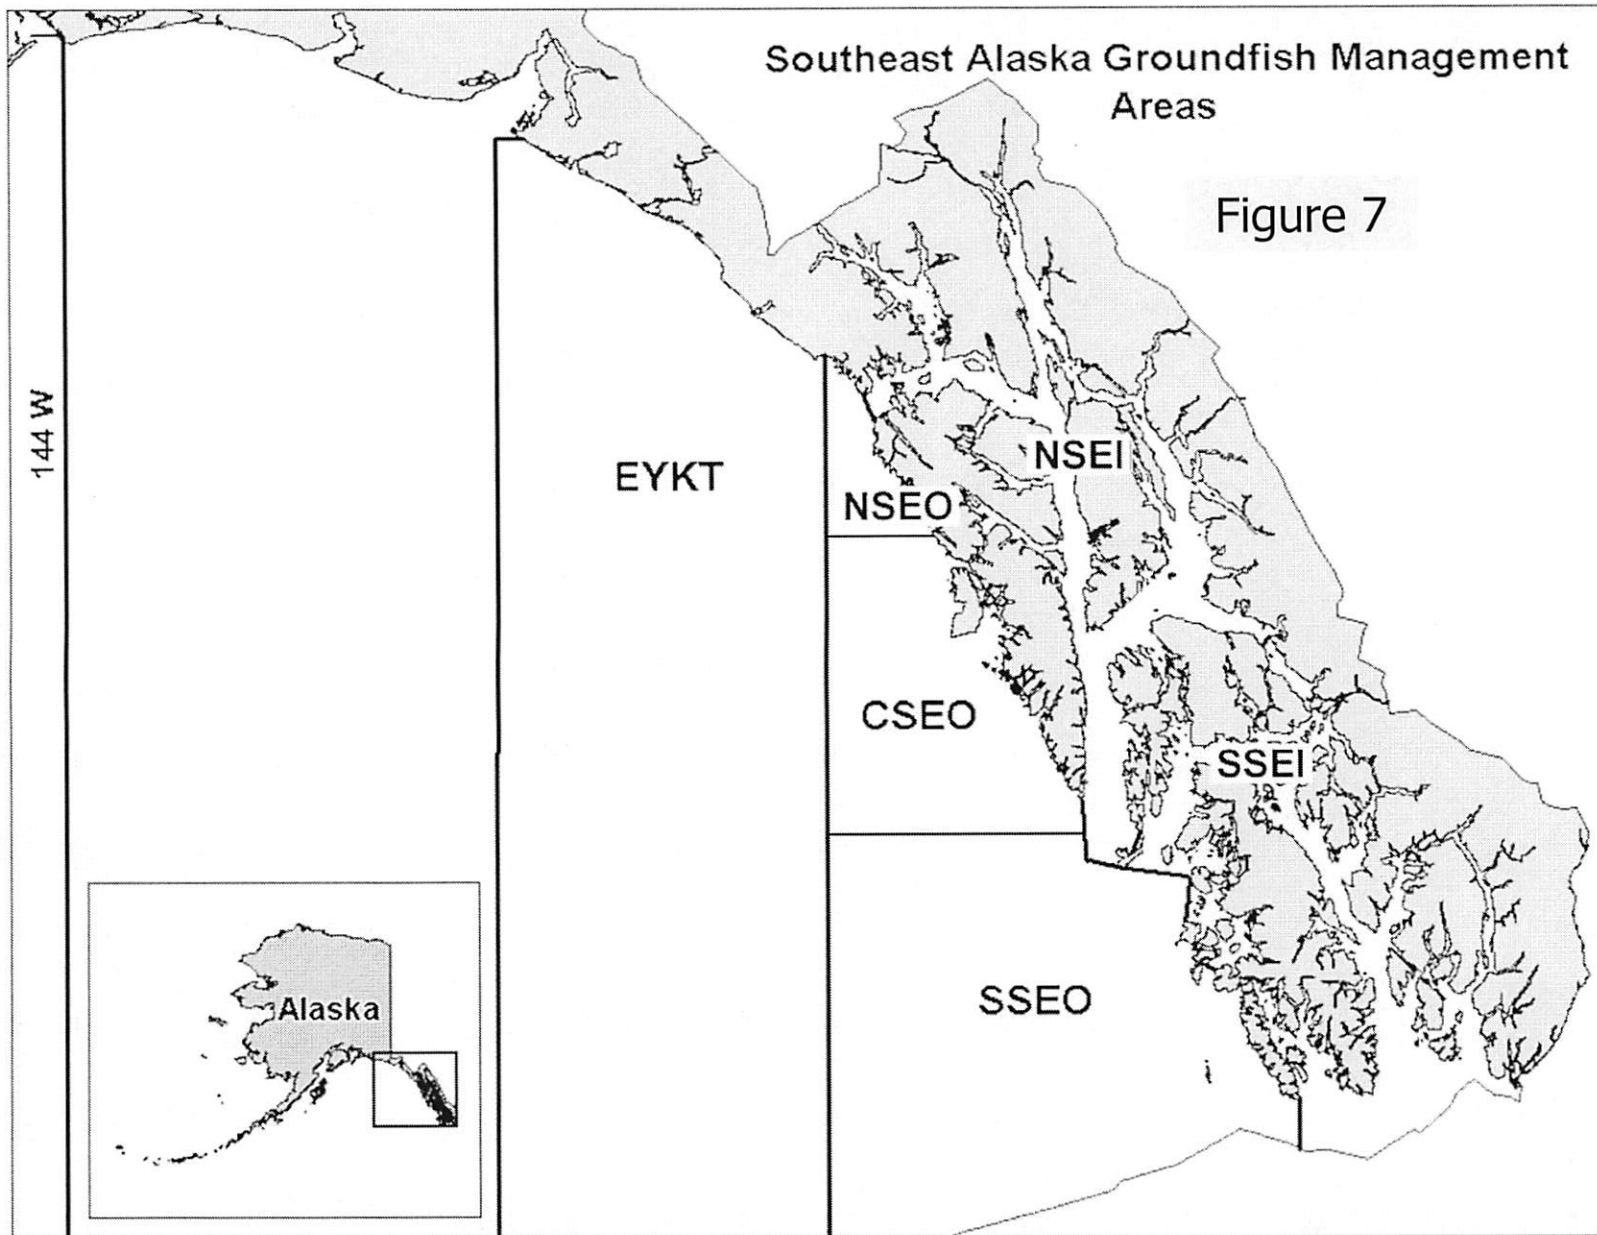 Southeast Alaska Groundfish Management
Areas
Figure 7
144 W
EYKT
NSEI
NSEO
CSEO
SSEI
SSEO
Alaska